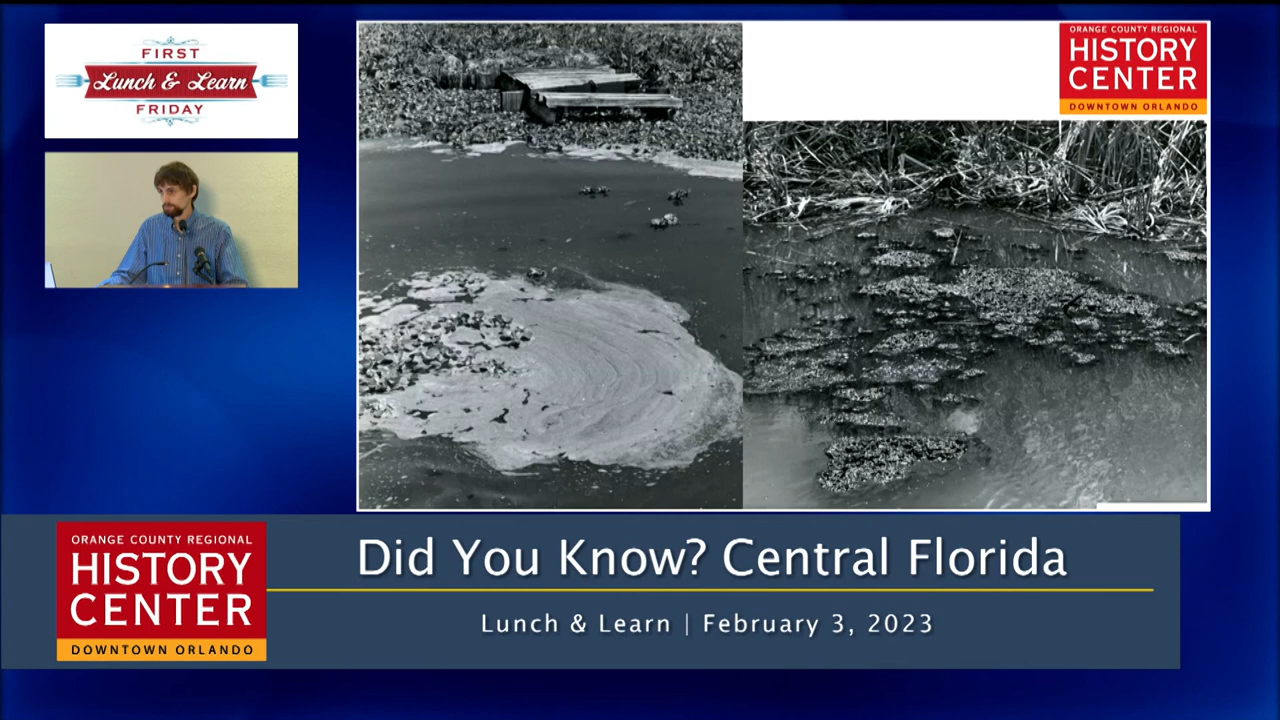 FIRST
Lunch & Learn
FRIDAY
ORANGE COUNTY REGIONAL
HISTORY
CENTER
DOWNTOWN ORLANDO
ORANGE COUNTY REGIONAL
HISTORY
CENTER
DOWNTOWN ORLANDO
Did You Know? Central Florida
Lunch & Learn | February 3, 2023